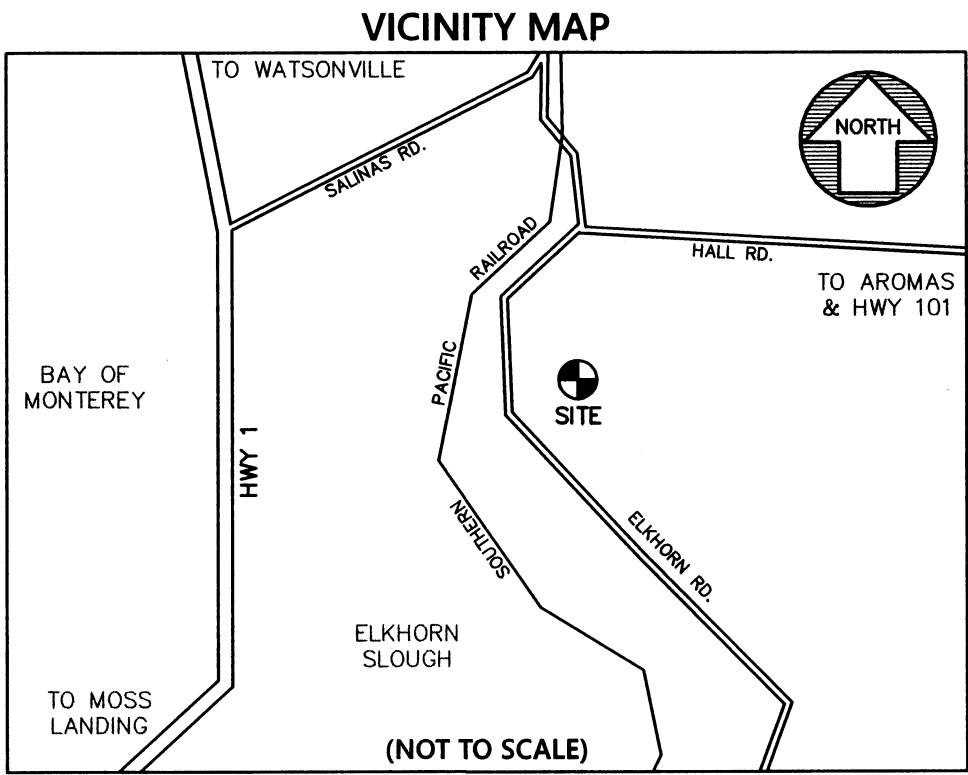 VICINITY MAP
TO WATSONVILLE
NORTH
SALINAS RD.
RAILROAD
HALL RD.
TO AROMAS
& HWY 101
PACIFIC
BAY OF
MONTEREY
SITE
HWY 1
SOUTHERN
ELKHORN RD.
ELKHORN
SLOUGH
TO MOSS
LANDING
(NOT TO SCALE)